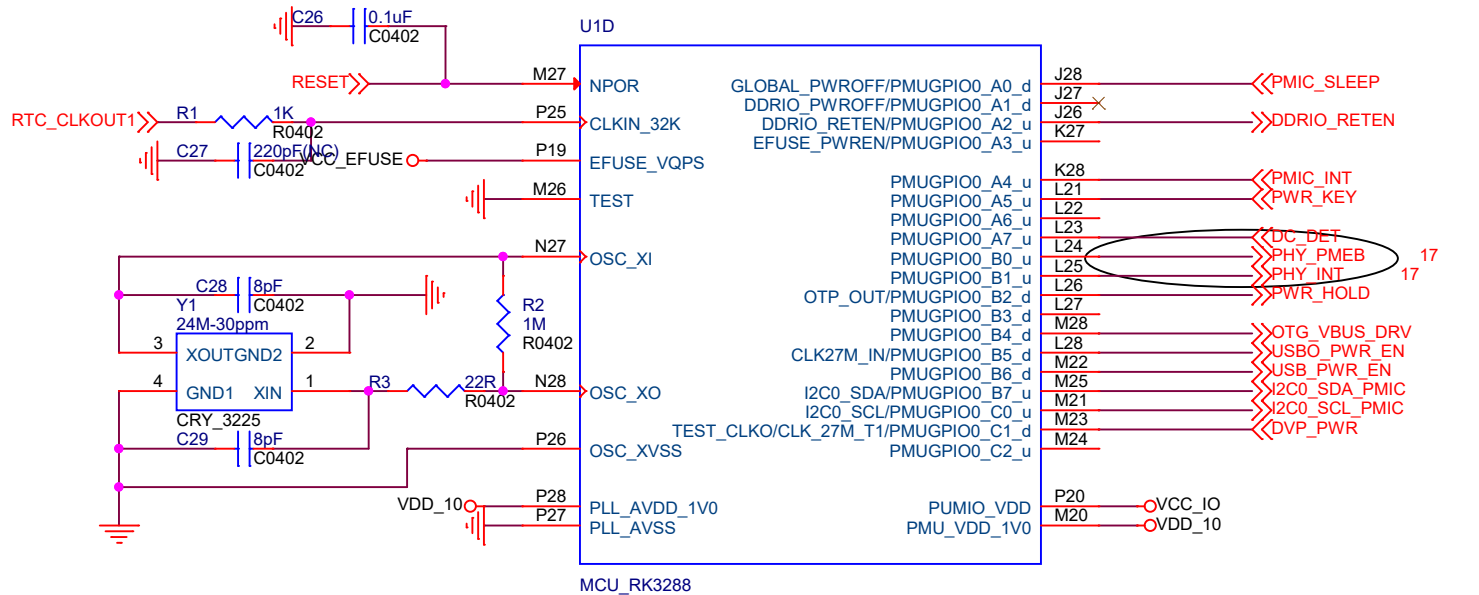 C26 0.1uF
C0402
U1D
RESET M27 NPOR
RTC_CLKOUT1 R1 1K P25 CLKIN_32K
R0402
C27 220pF(NC)
C0402
VCC_EFUSE P19 EFUSE_VQPS
M26 TEST
N27 OSC_XI
C28 8pF
C0402
Y1
24M-30ppm
R2
1M
R0402
3 XOUT GND2 2
4 GND1 XIN 1
R3 22R N28 OSC_XO
R0402
CRY_3225
C29 8pF
C0402
P26 OSC_XVSS
VDD_10 P28 PLL_AVDD_1V0
P27 PLL_AVSS
GLOBAL_PWROFF/PMUGPIO0_A0_d J28 PMIC_SLEEP
DDRIO_PWROFF/PMUGPIO0_A1_d J27
DDRIO_RETEN/PMUGPIO0_A2_u J26 DDRIO_RETEN
EFUSE_PWREN/PMUGPIO0_A3_u K27
PMUGPIO0_A4_u K28 PMIC_INT
PMUGPIO0_A5_u L21 PWR_KEY
PMUGPIO0_A6_u L22
PMUGPIO0_A7_u L23 DC_DET
PMUGPIO0_B0_u L24 PHY_PMEB 17
PMUGPIO0_B1_u L25 PHY_INT 17
OTP_OUT/PMUGPIO0_B2_d L26 PWR_HOLD
PMUGPIO0_B3_d L27
PMUGPIO0_B4_d M28 OTG_VBUS_DRV
CLK27M_IN/PMUGPIO0_B5_d L28 USBO_PWR_EN
PMUGPIO0_B6_d M22 USB_PWR_EN
I2C0_SDA/PMUGPIO0_B7_u M25 I2C0_SDA_PMIC
I2C0_SCL/PMUGPIO0_C0_u M21 I2C0_SCL_PMIC
TEST_CLKO/CLK_27M_T1/PMUGPIO0_C1_d M23 DVP_PWR
PMUGPIO0_C2_u M24
PUMIO_VDD P20 VCC_IO
PMU_VDD_1V0 M20 VDD_10
MCU_RK3288